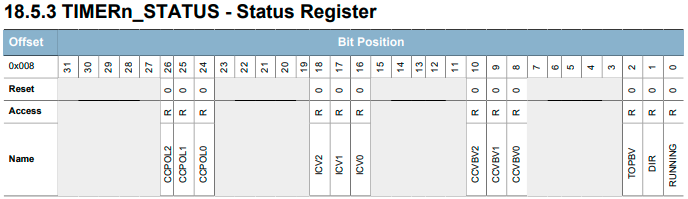 18.5.3 TIMERn_STATUS - Status Register
Offset Bit Position
0x008 31 30 29 28 27 26 25 24 23 22 21 20 19 18 17 16 15 14 13 12 11 10 9 8 7 6 5 4 3 2 1 0
Reset 0 0 0 0 0 0 0 0 0 0 0 0
Access R R R R R R R R R R R R
Name CCPOL2 CCPOL1 CCPOL0 ICV2 ICV1 ICV0 CCVBV2 CCVBV1 CCVBV0 TOPBV DIR RUNNING